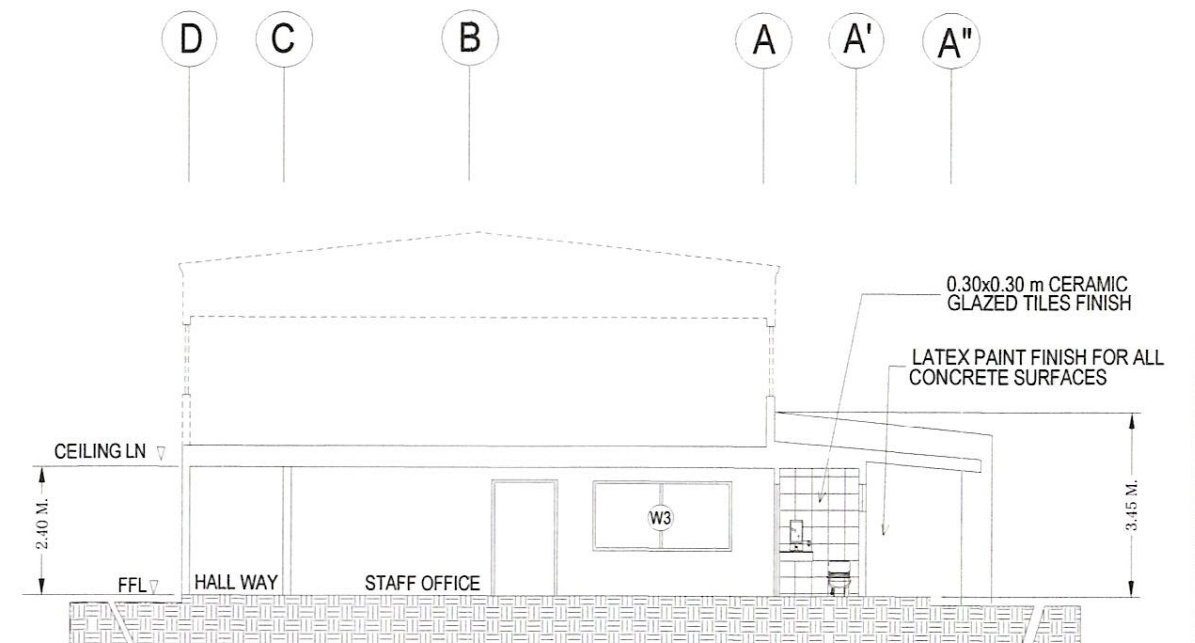 D C B A A' A"
0.30x0.30 m CERAMIC
GLAZED TILES FINISH
LATEX PAINT FINISH FOR ALL
CONCRETE SURFACES
CEILING LN
2.40 M.
W3
3.45 M.
FFL
HALL WAY
STAFF OFFICE